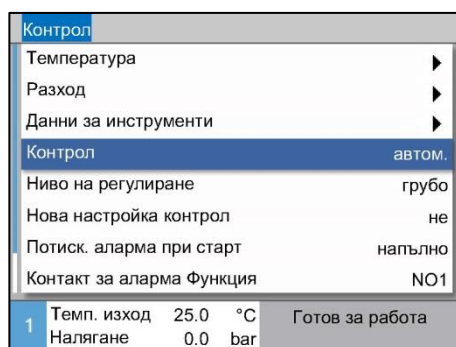 Контрол
Температура
Разход
Данни за инструменти
Контрол автом.
Ниво на регулиране грубо
Нова настройка контрол не
Потиск. аларма при старт напълно
Контакт за аларма Функция NO1
1 Темп. изход 25.0 °C Готов за работа
Налягане 0.0 bar